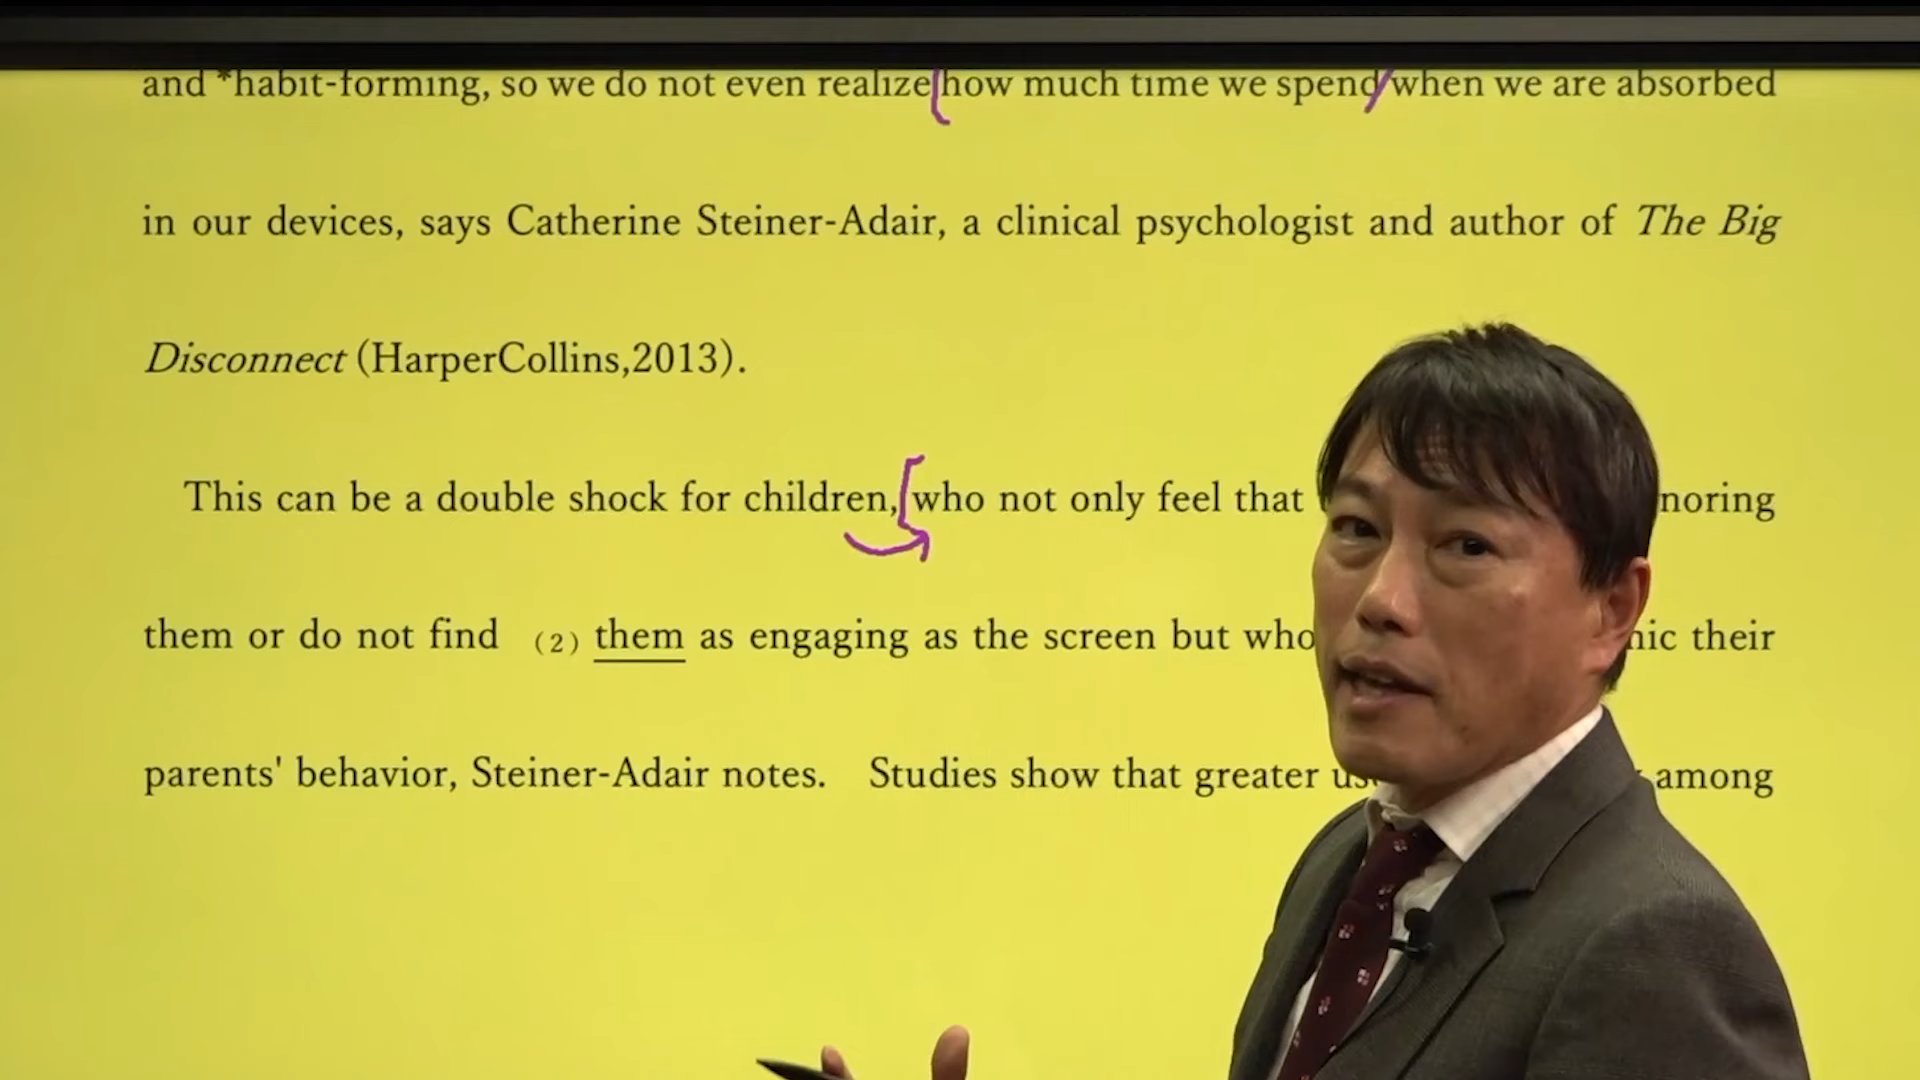 and *habit-forming, so we do not even realize how much time we spend when we are absorbed
in our devices, says Catherine Steiner-Adair, a clinical psychologist and author of The Big
Disconnect (HarperCollins,2013).
This can be a double shock for children, who not only feel that
them or do not find (2) them as engaging as the screen but who their
parents' behavior, Steiner-Adair notes. Studies show that greater among